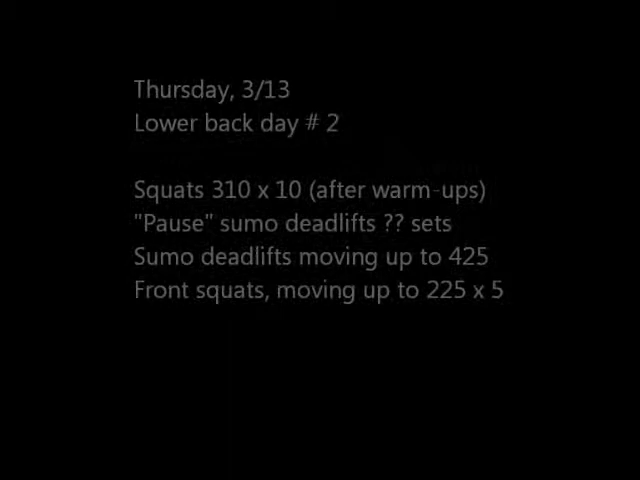 Thursday, 3/13
Lower back day # 2
Squats 310 x 10 (after warm-ups)
"Pause" sumo deadlifts ?? sets
Sumo deadlifts moving up to 425
Front squats, moving up to 225 x 5